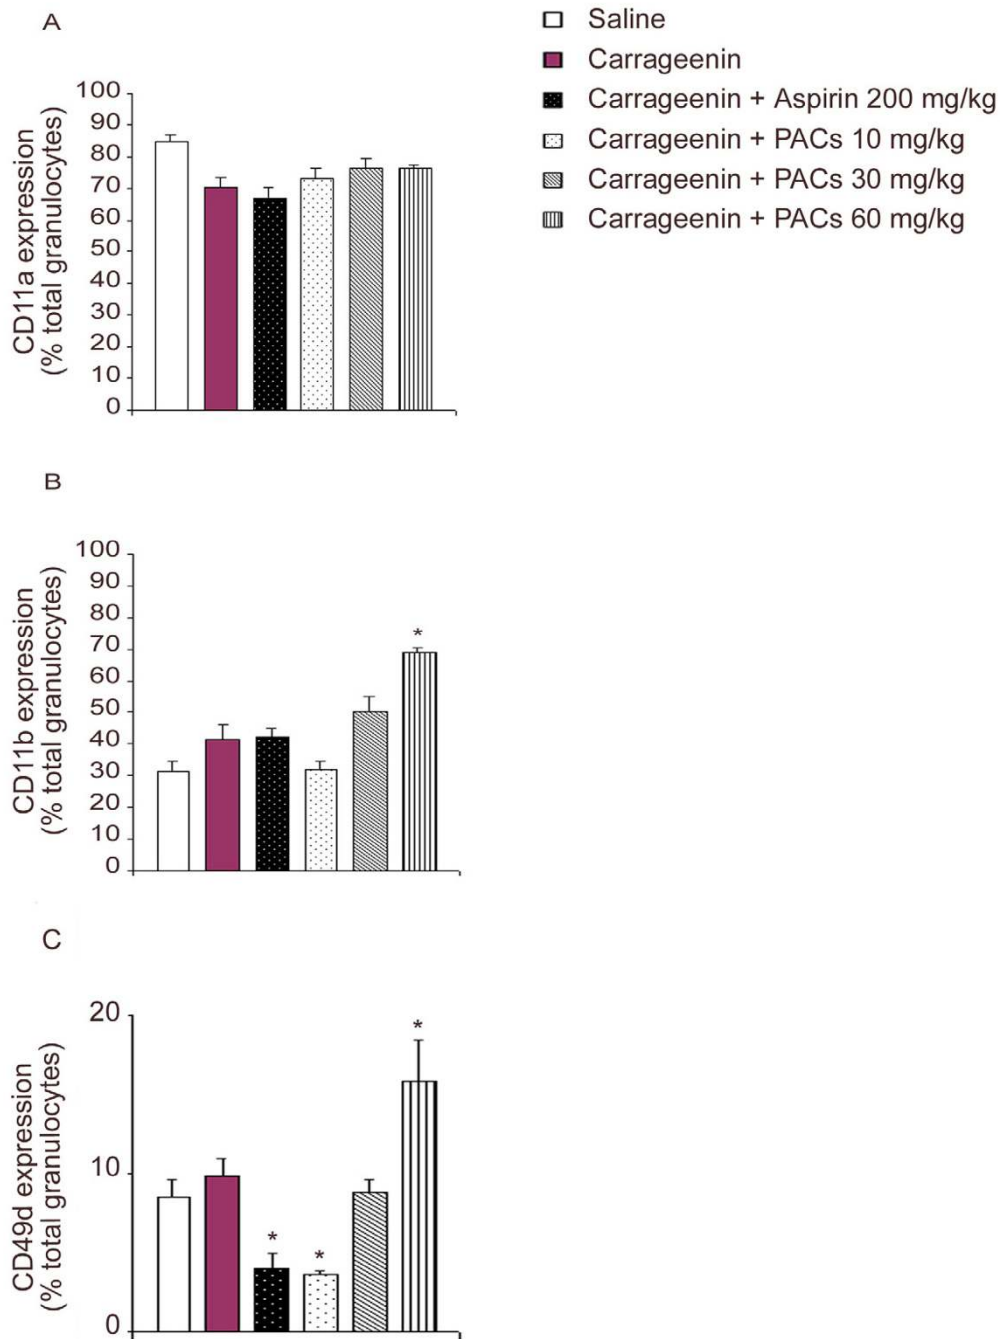 A
Saline
Carrageenin
Carrageenin + Aspirin 200 mg/kg
Carrageenin + PACs 10 mg/kg
Carrageenin + PACs 30 mg/kg
Carrageenin + PACs 60 mg/kg
CD11a expression
(% total granulocytes)
100
90
80
70
60
50
40
30
20
10
0
B
CD11b expression
(% total granulocytes)
100
90
80
70
60
50
40
30
20
10
0
*
C
CD49d expression
(% total granulocytes)
20
10
0
*
*
*